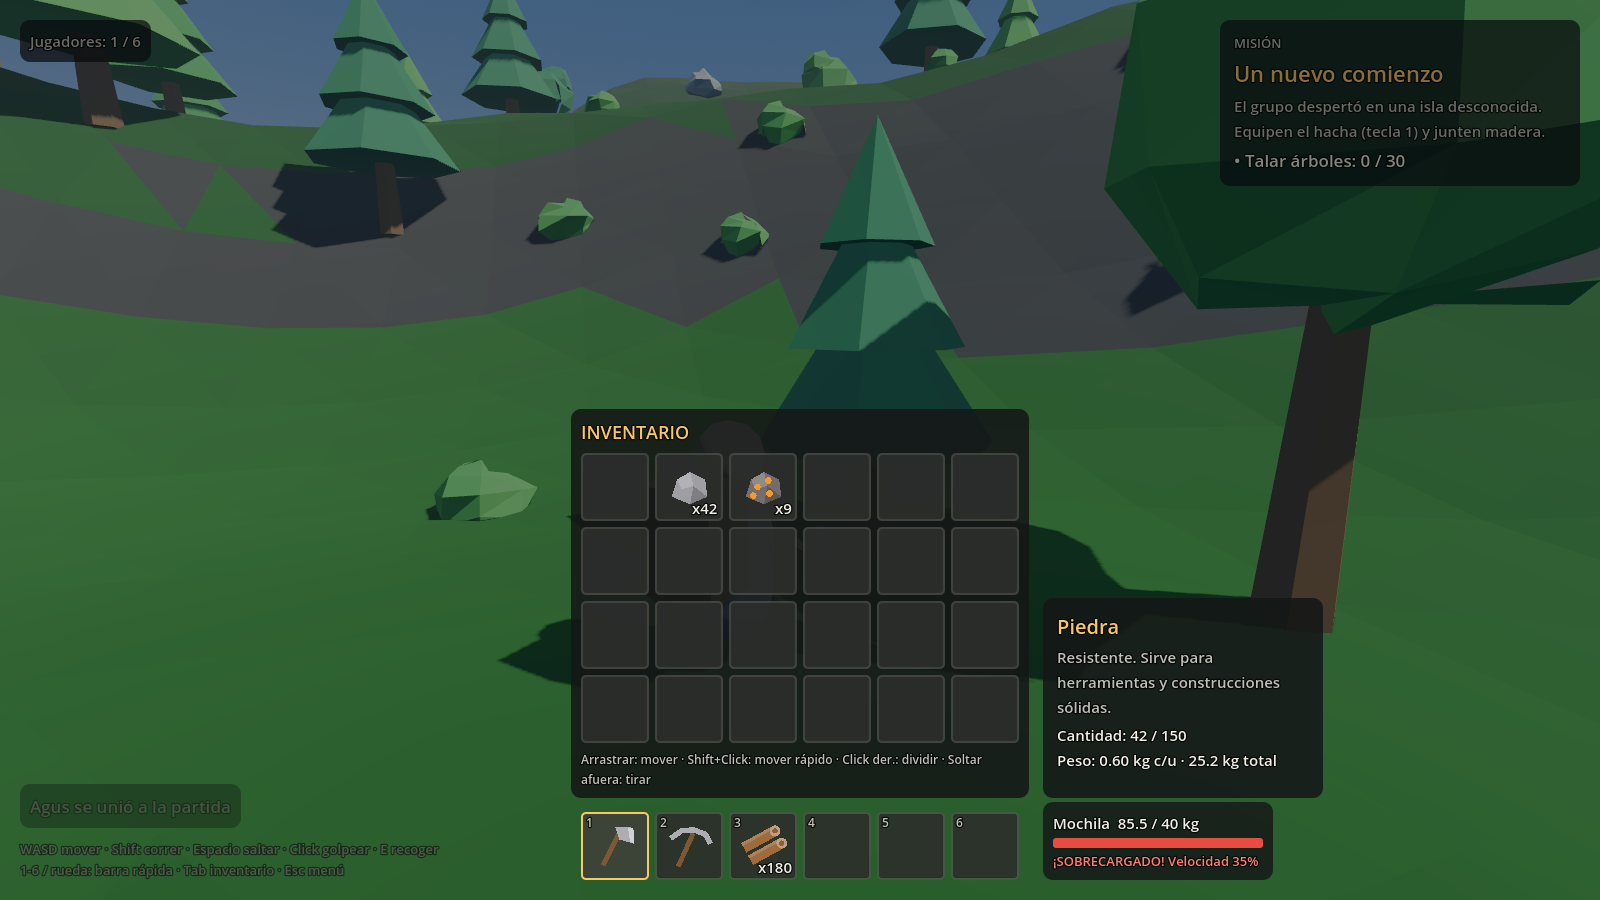 Jugadores: 1 / 6
MISIÓN
Un nuevo comienzo
El grupo despertó en una isla desconocida.
Equipen el hacha (tecla 1) y junten madera.
• Talar árboles: 0 / 30
INVENTARIO
x42
x9
Arrastrar: mover · Shift+Click: mover rápido · Click der.: dividir · Soltar
afuera: tirar
Piedra
Resistente. Sirve para
herramientas y construcciones
sólidas.
Cantidad: 42 / 150
Peso: 0.60 kg c/u · 25.2 kg total
Agus se unió a la partida
WASD mover · Shift correr · Espacio saltar · Click golpear · E recoger
1-6 / rueda: barra rápida · Tab inventario · Esc menú
1
2
3
x180
4
5
6
Mochila 85.5 / 40 kg
¡SOBRECARGADO! Velocidad 35%